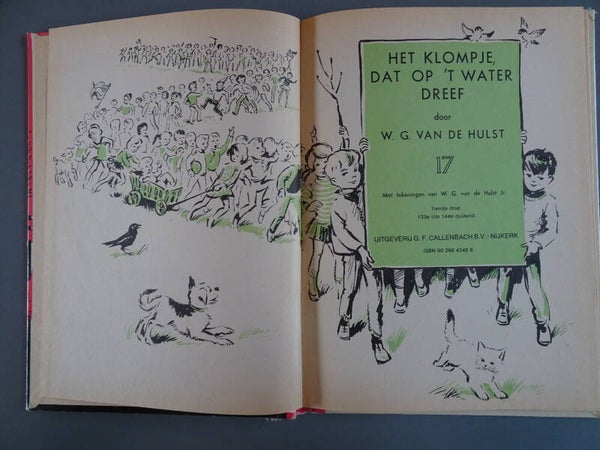 HET KLOMPJE,
DAT OP 'T WATER
DREEF
door
W. G. VAN DE HULST
17
Met tekeningen van W. G. van de Hulst Jr.
Tiende druk
133e t/m 144e duizend
UITGEVERIJ G. F. CALLENBACH B.V. - NIJKERK
ISBN 90 266 4245 6